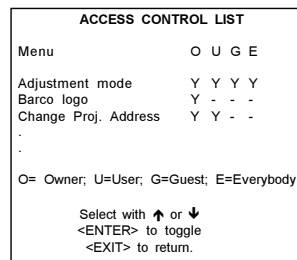 ACCESS CONTROL LIST
Menu O U G E
Adjustment mode Y Y Y Y
Barco logo Y - - -
Change Proj. Address Y Y - -
.
.
O= Owner; U=User; G=Guest; E=Everybody
Select with ↑ or ↓
<ENTER> to toggle
<EXIT> to return.